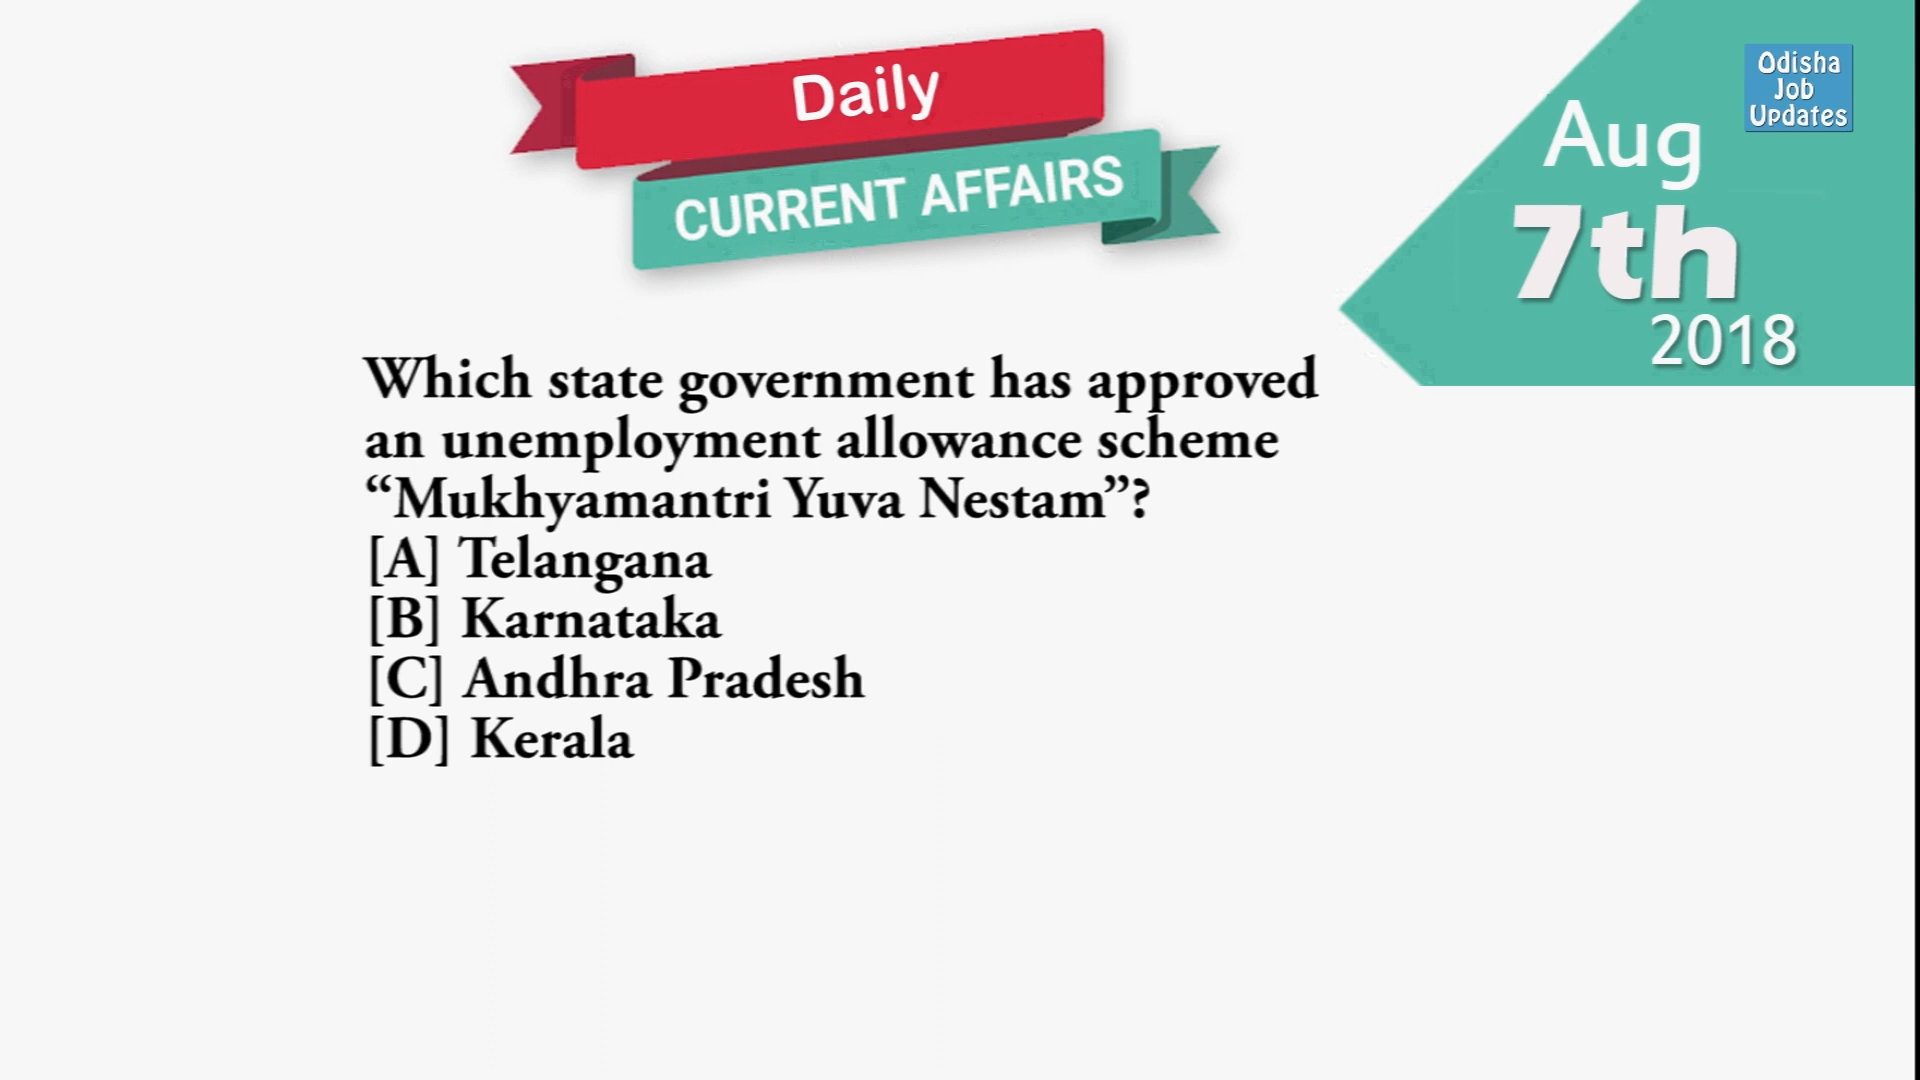 Daily
CURRENT AFFAIRS
Odisha
Job
Updates
Aug
7th
2018
Which state government has approved
an unemployment allowance scheme
“Mukhyamantri Yuva Nestam”?
[A] Telangana
[B] Karnataka
[C] Andhra Pradesh
[D] Kerala